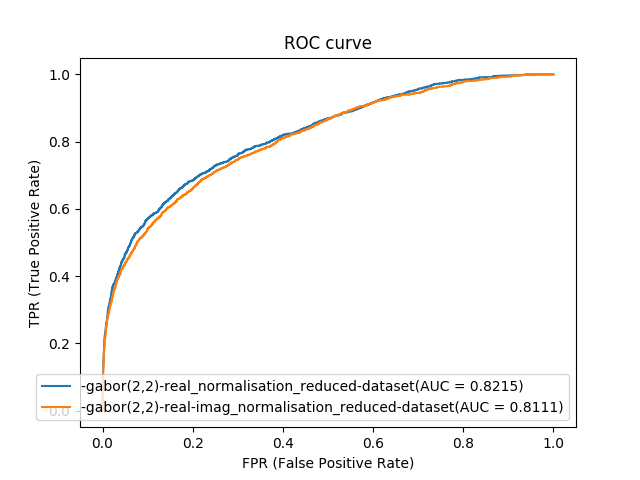 ROC curve
1.0
0.8
0.6
0.4
0.2
0.0
TPR (True Positive Rate)
-gabor(2,2)-real_normalisation_reduced-dataset(AUC = 0.8215)
-gabor(2,2)-real-imag_normalisation_reduced-dataset(AUC = 0.8111)
0.0 0.2 0.4 0.6 0.8 1.0
FPR (False Positive Rate)